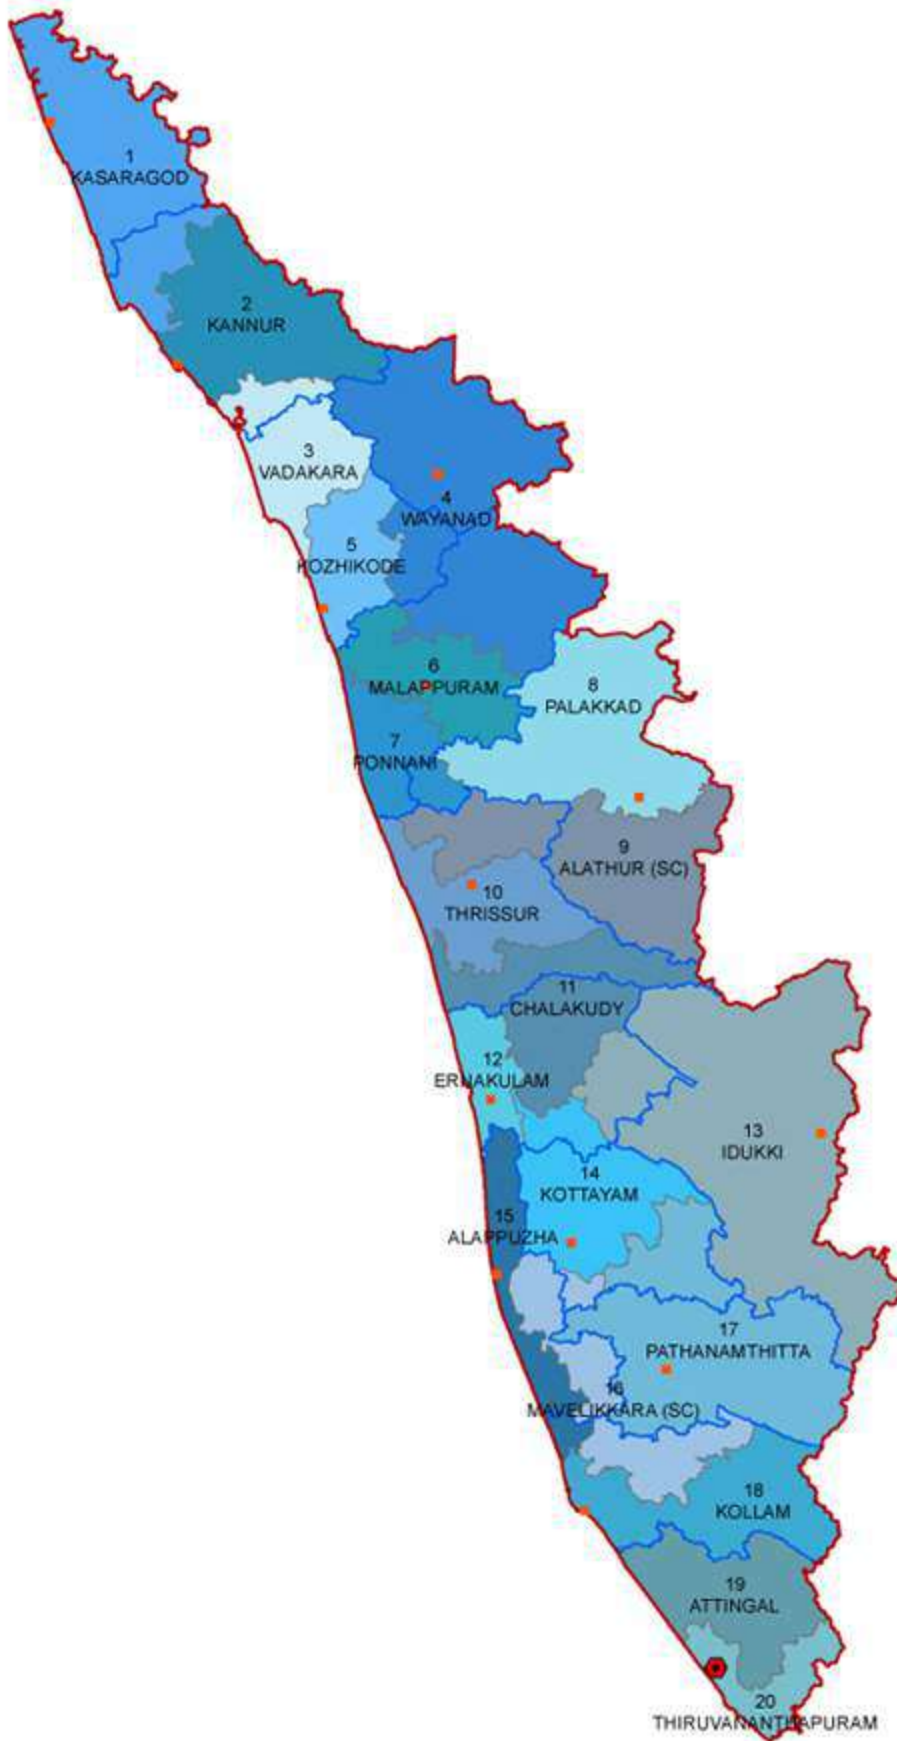 1
KASARAGOD
2
KANNUR
3
VADAKARA
4
WAYANAD
5
KOZHIKODE
6
MALAPPURAM
7
PONNANI
8
PALAKKAD
9
ALATHUR (SC)
10
THRISSUR
11
CHALAKUDY
12
ERNAKULAM
13
IDUKKI
14
KOTTAYAM
15
ALAPPUZHA
17
PATHANAMTHITTA
16
MAVELIKKARA (SC)
18
KOLLAM
19
ATTINGAL
20
THIRUVANANTHAPURAM